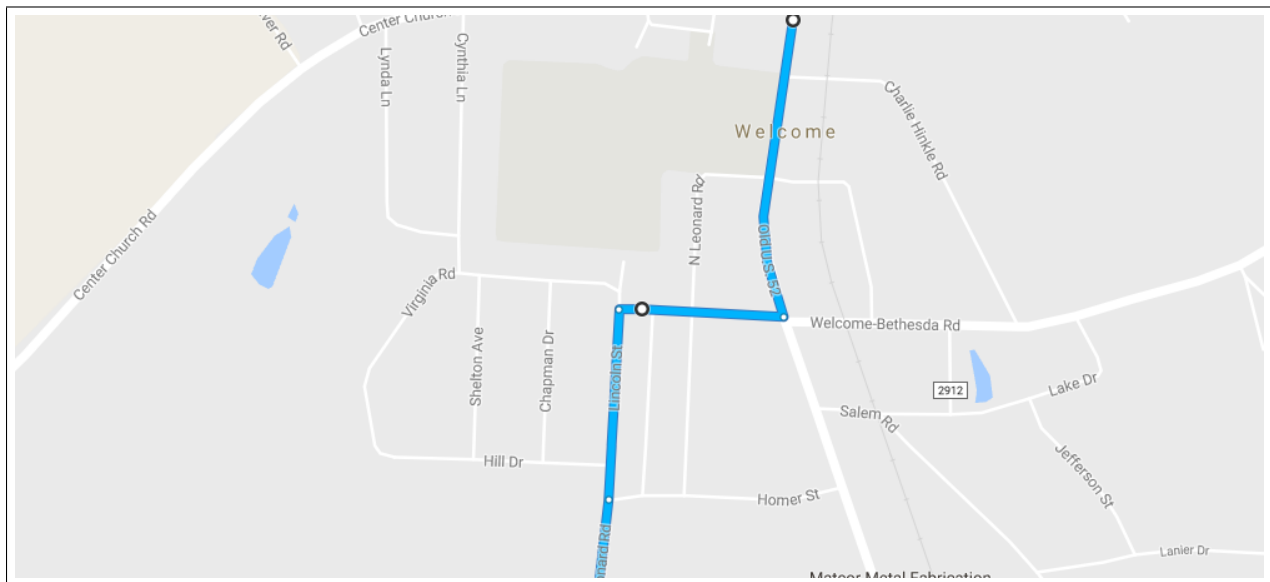 Center Church
Lynda Ln
Cynthia Ln
Welcome
Charlie Hinkle Rd
N Leonard Rd
Center Church Rd
Old U.S. 52
Virginia Rd
Welcome-Bethesda Rd
Shelton Ave
Chapman Dr
Lincoln St
2912
Lake Dr
Salem Rd
Jefferson St
Hill Dr
Homer St
Lanier Dr